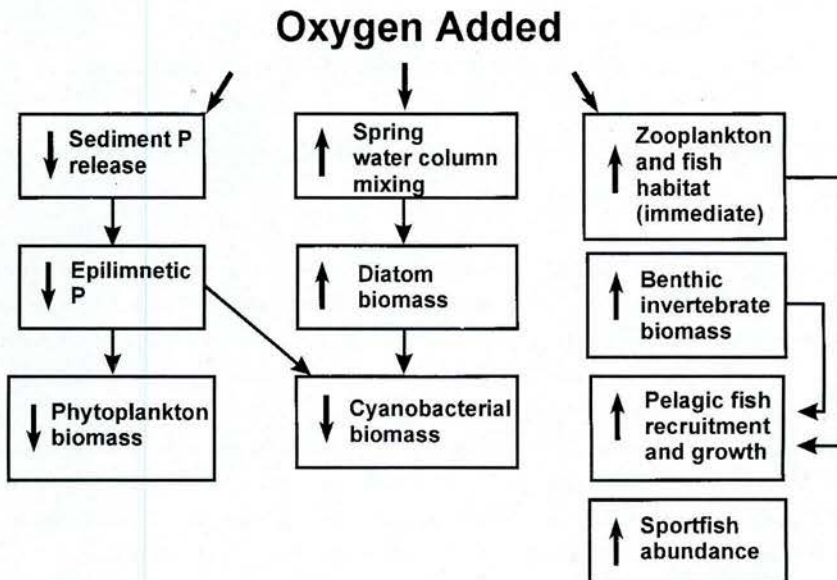 Oxygen Added
Sediment P
release
Epilimnetic
P
Phytoplankton
biomass
Spring
water column
mixing
Diatom
biomass
Cyanobacterial
biomass
Zooplankton
and fish
habitat
(immediate)
Benthic
invertebrate
biomass
Pelagic fish
recruitment
and growth
Sportfish
abundance